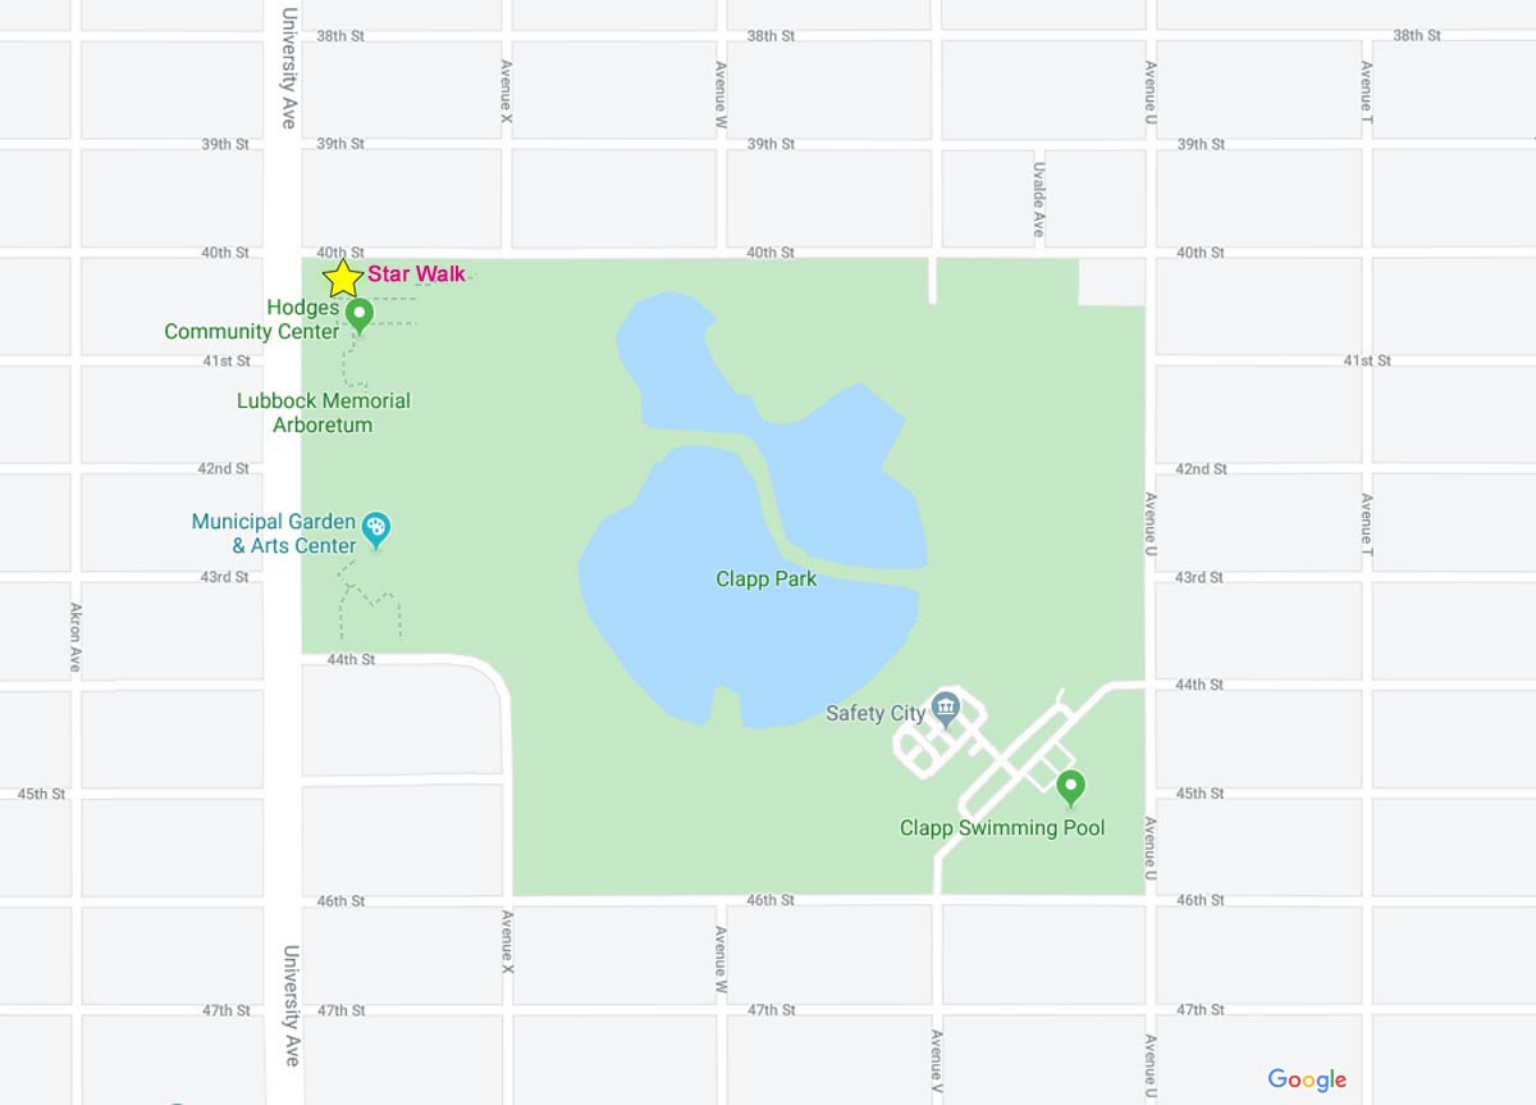 University Ave
38th St
38th St
38th St
Avenue X
Avenue W
Avenue U
Avenue T
39th St
39th St
39th St
39th St
Uvalde Ave
40th St
40th St
40th St
40th St
Star Walk
Hodges
Community Center
41st St
41st St
Lubbock Memorial
Arboretum
42nd St
42nd St
Avenue U
Avenue T
Municipal Garden
& Arts Center
43rd St
Clapp Park
43rd St
Akron Ave
44th St
44th St
Safety City
45th St
45th St
Clapp Swimming Pool
Avenue U
46th St
46th St
46th St
Avenue X
Avenue W
University Ave
47th St
47th St
47th St
47th St
Avenue V
Avenue U
Google